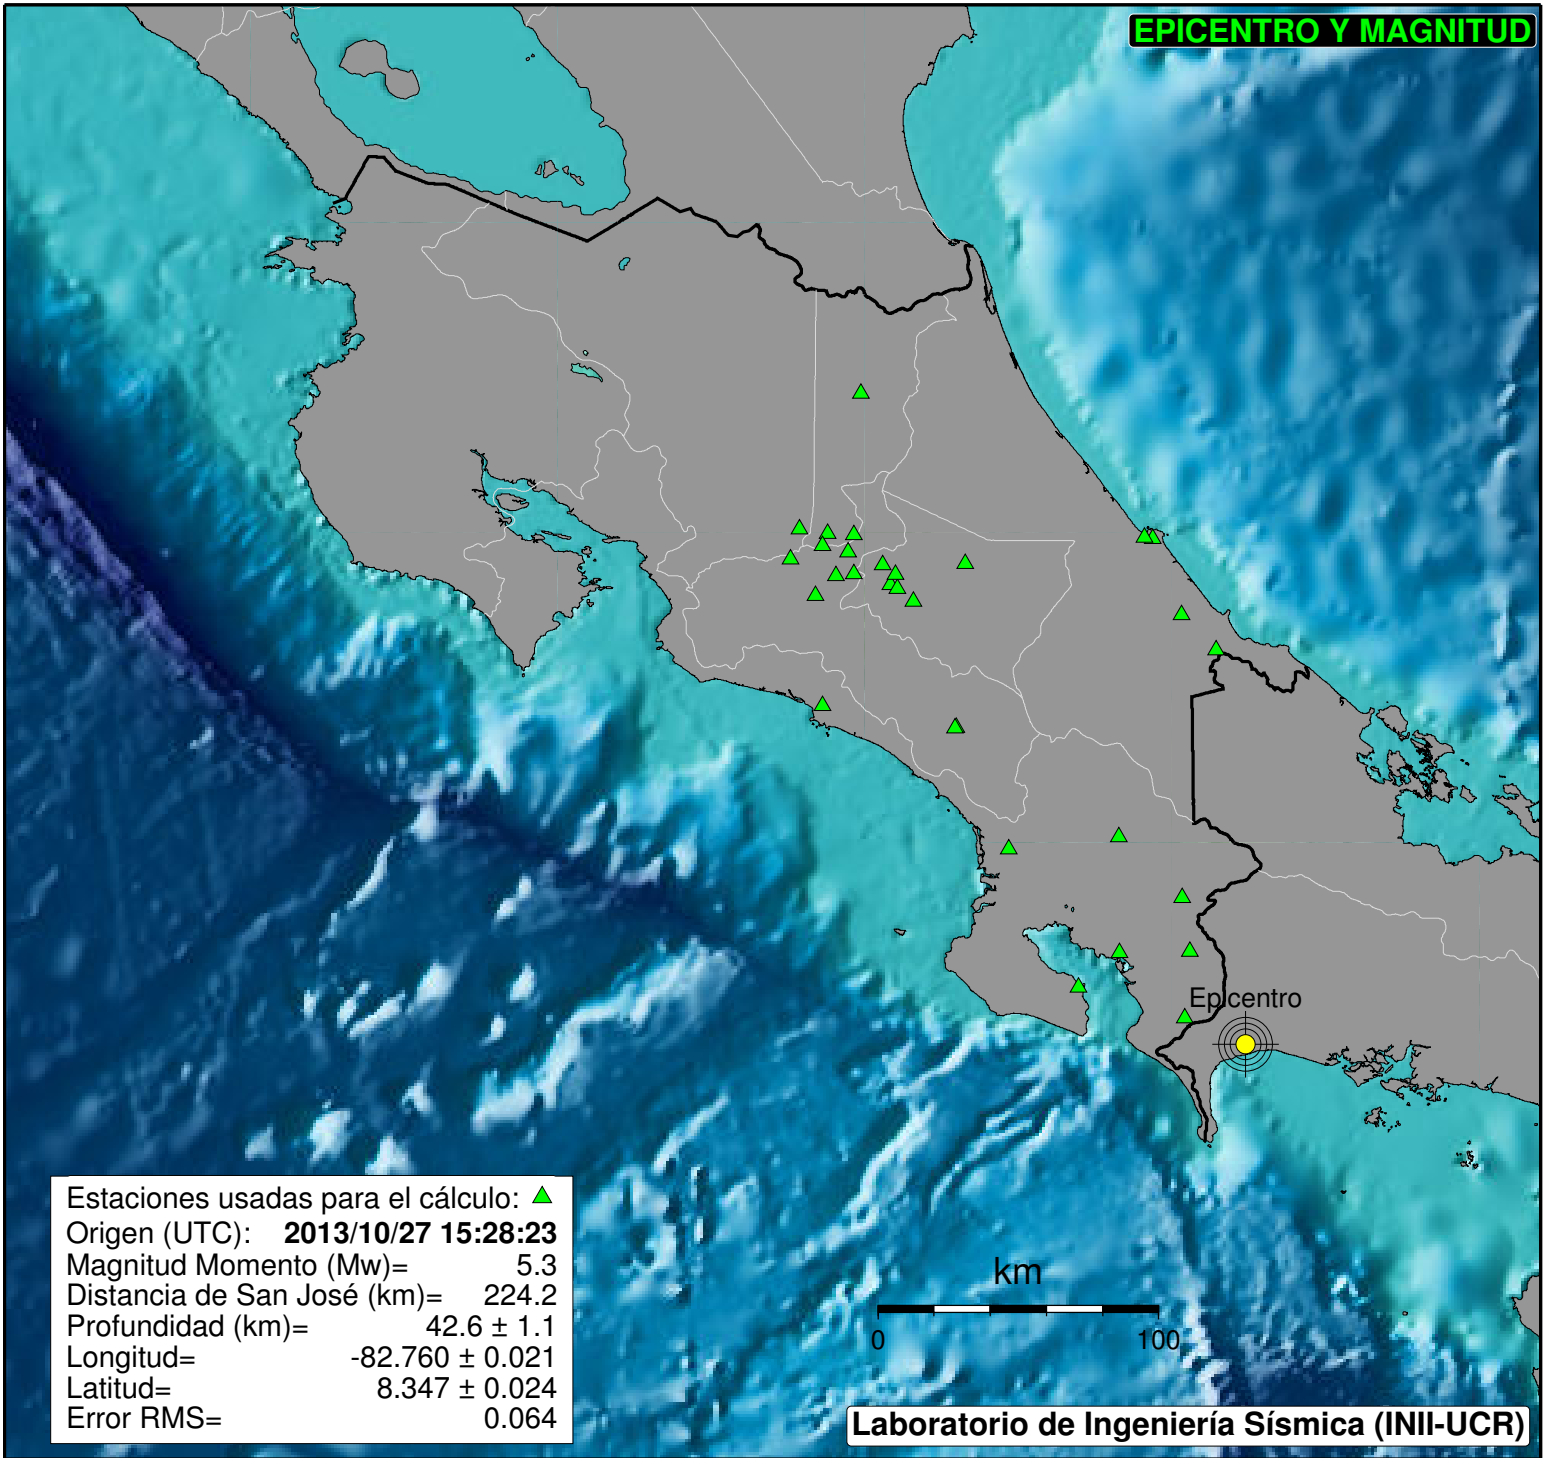 EPICENTRO Y MAGNITUD
Epicentro
Estaciones usadas para el cálculo:
Origen (UTC): 2013/10/27 15:28:23
Magnitud Momento (Mw)= 5.3
Distancia de San José (km)= 224.2
Profundidad (km)= 42.6 ± 1.1
Longitud= -82.760 ± 0.021
Latitud= 8.347 ± 0.024
Error RMS= 0.064
km
0 100
Laboratorio de Ingeniería Sísmica (INII-UCR)